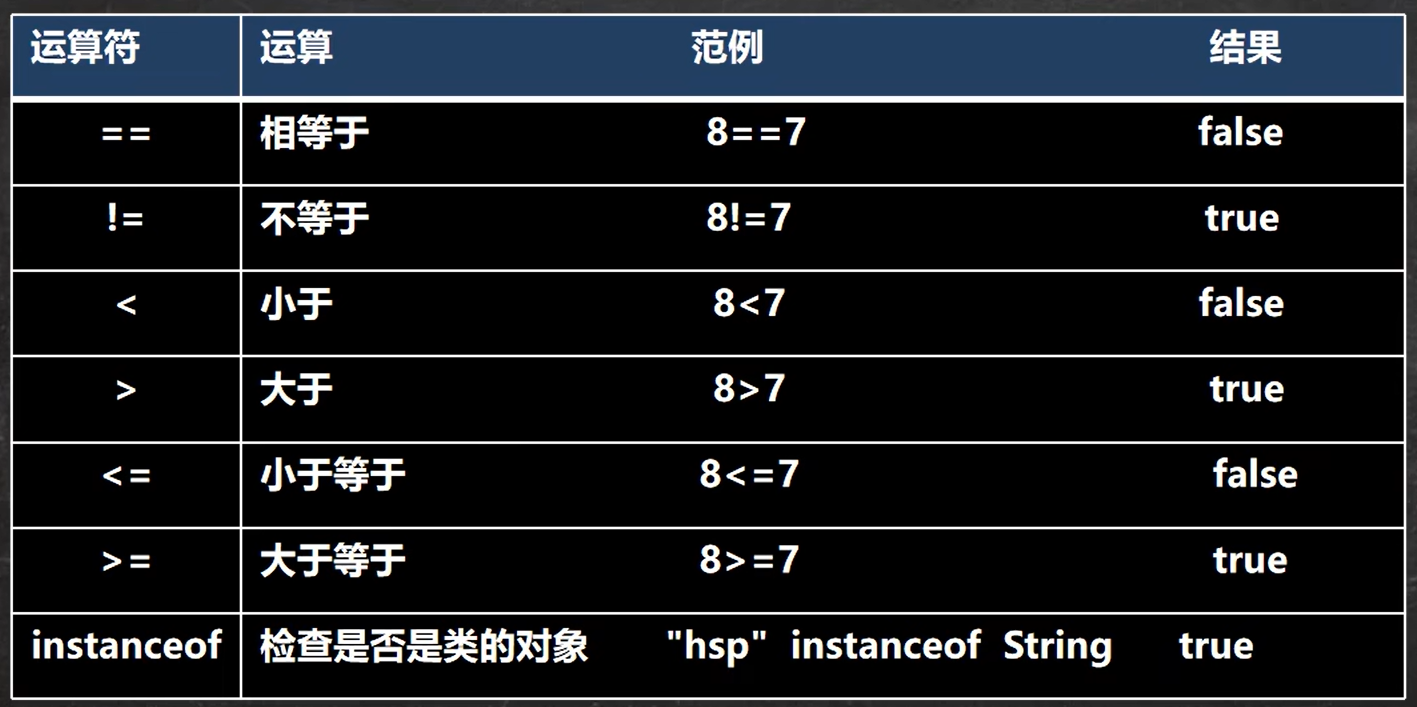 运算符 运算 范例 结果
== 相等于 8==7 false
!= 不等于 8!=7 true
< 小于 8<7 false
> 大于 8>7 true
<= 小于等于 8<=7 false
>= 大于等于 8>=7 true
instanceof 检查是否是类的对象 "hsp" instanceof String true